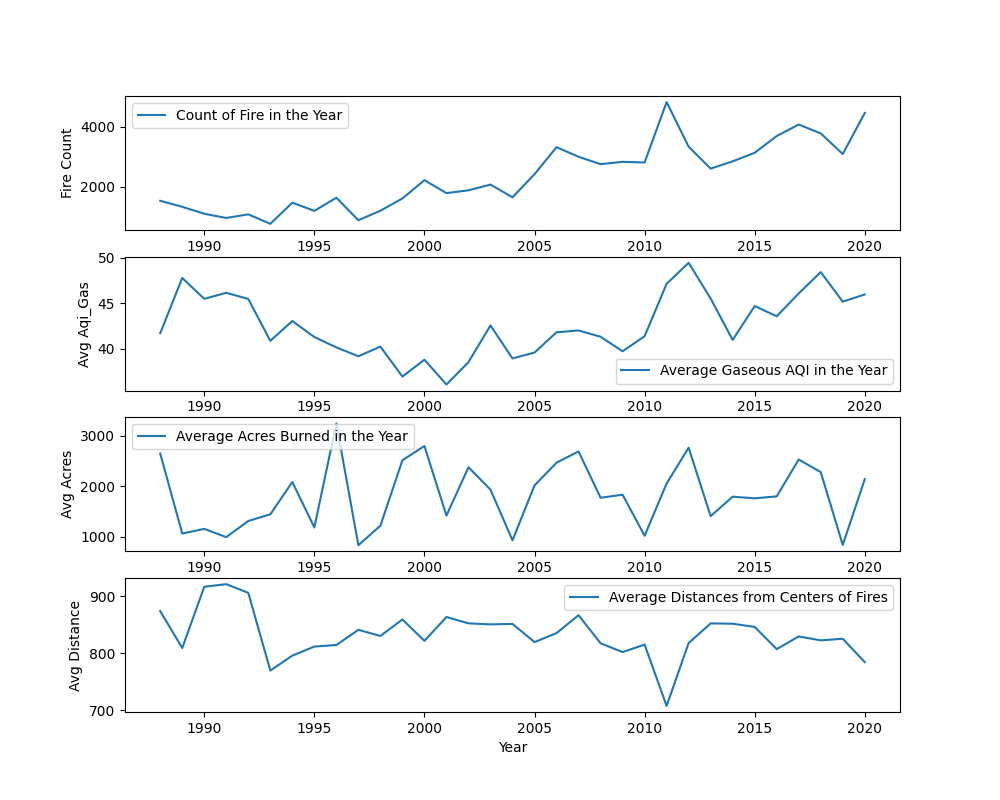 Count of Fire in the Year
Fire Count
4000
2000
1990 1995 2000 2005 2010 2015 2020
Avg Aqi_Gas
50
45
40
Average Gaseous AQI in the Year
1990 1995 2000 2005 2010 2015 2020
Average Acres Burned in the Year
Avg Acres
3000
2000
1000
1990 1995 2000 2005 2010 2015 2020
Average Distances from Centers of Fires
Avg Distance
900
800
700
1990 1995 2000 2005 2010 2015 2020
Year